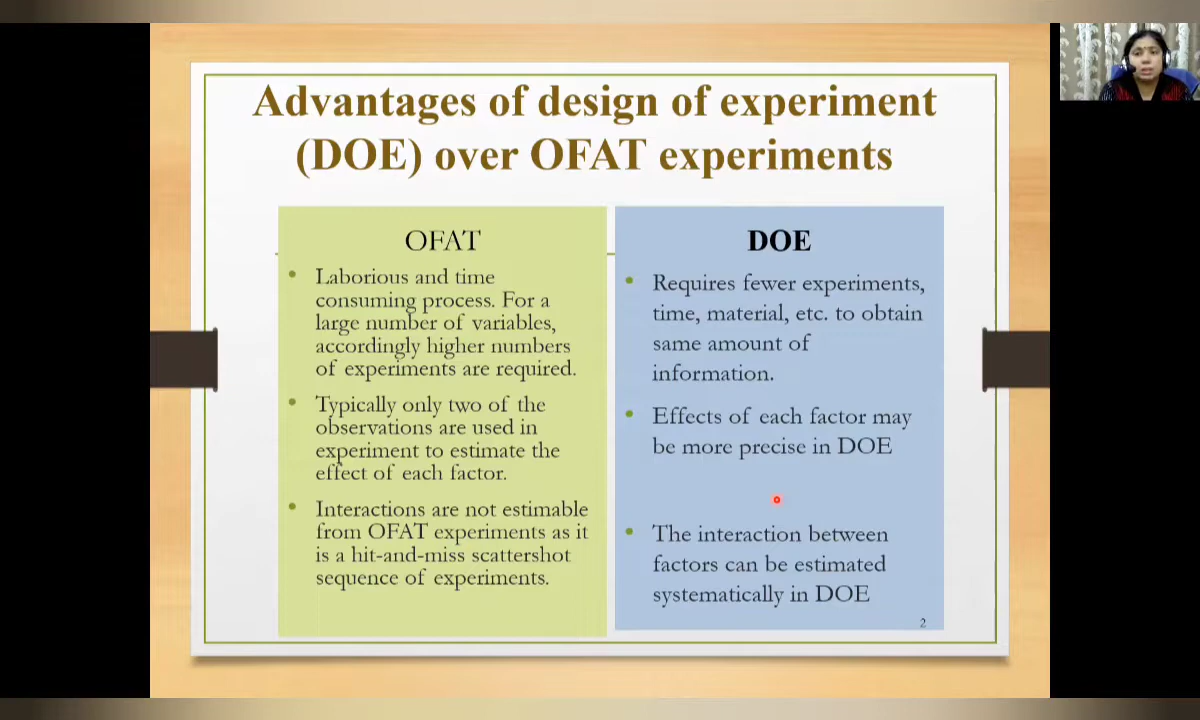 Advantages of design of experiment
(DOE) over OFAT experiments
OFAT
• Laborious and time
consuming process. For a
large number of variables,
accordingly higher numbers
of experiments are required.
• Typically only two of the
observations are used in
experiment to estimate the
effect of each factor.
• Interactions are not estimable
from OFAT experiments as it
is a hit-and-miss scattershot
sequence of experiments.
DOE
• Requires fewer experiments,
time, material, etc. to obtain
same amount of
information.
• Effects of each factor may
be more precise in DOE
• The interaction between
factors can be estimated
systematically in DOE
2